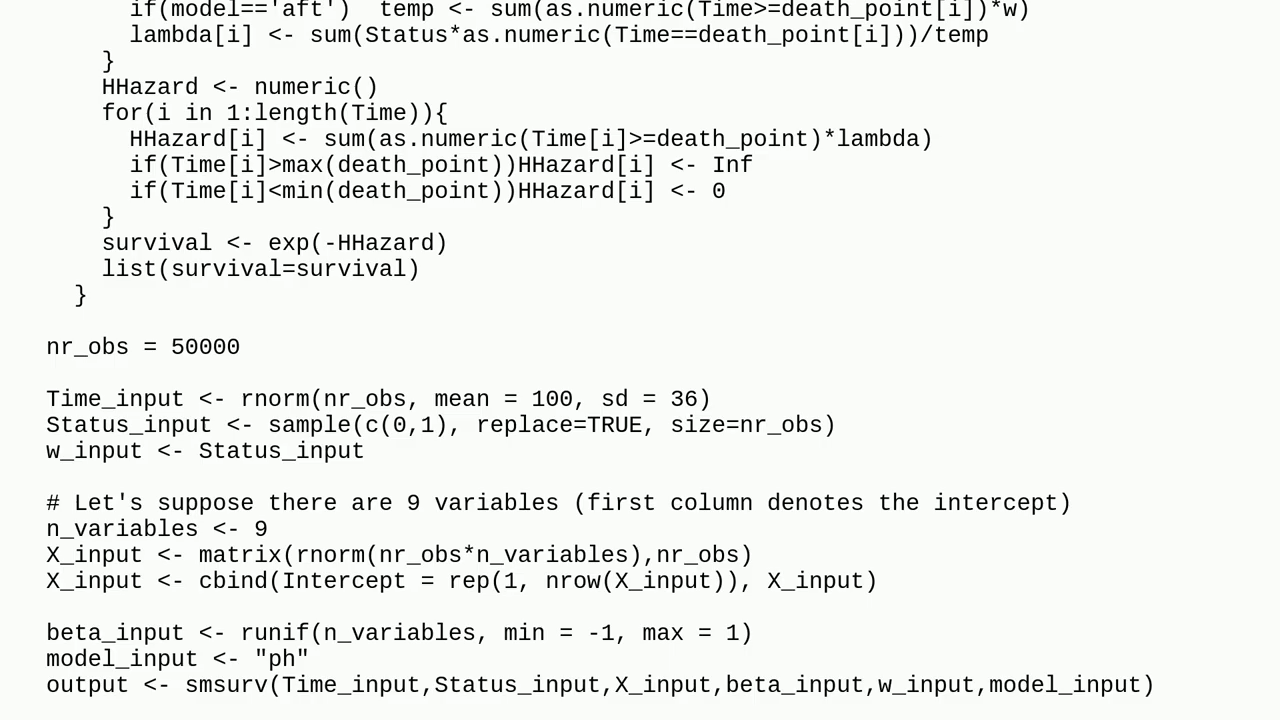 if(model=='aft')  temp <- sum(as.numeric(Time>=death_point[i])*w)
lambda[i] <- sum(Status*as.numeric(Time==death_point[i]))/temp
}
HHazard <- numeric()
for(i in 1:length(Time)){
HHazard[i] <- sum(as.numeric(Time[i]>=death_point)*lambda)
if(Time[i]>max(death_point))HHazard[i] <- Inf
if(Time[i]<min(death_point))HHazard[i] <- 0
}
survival <- exp(-HHazard)
list(survival=survival)
}
nr_obs = 50000
Time_input <- rnorm(nr_obs, mean = 100, sd = 36)
Status_input <- sample(c(0,1), replace=TRUE, size=nr_obs)
w_input <- Status_input
# Let's suppose there are 9 variables (first column denotes the intercept)
n_variables <- 9
X_input <- matrix(rnorm(nr_obs*n_variables),nr_obs)
X_input <- cbind(Intercept = rep(1, nrow(X_input)), X_input)
beta_input <- runif(n_variables, min = -1, max = 1)
model_input <- "ph"
output <- smsurv(Time_input,Status_input,X_input,beta_input,w_input,model_input)